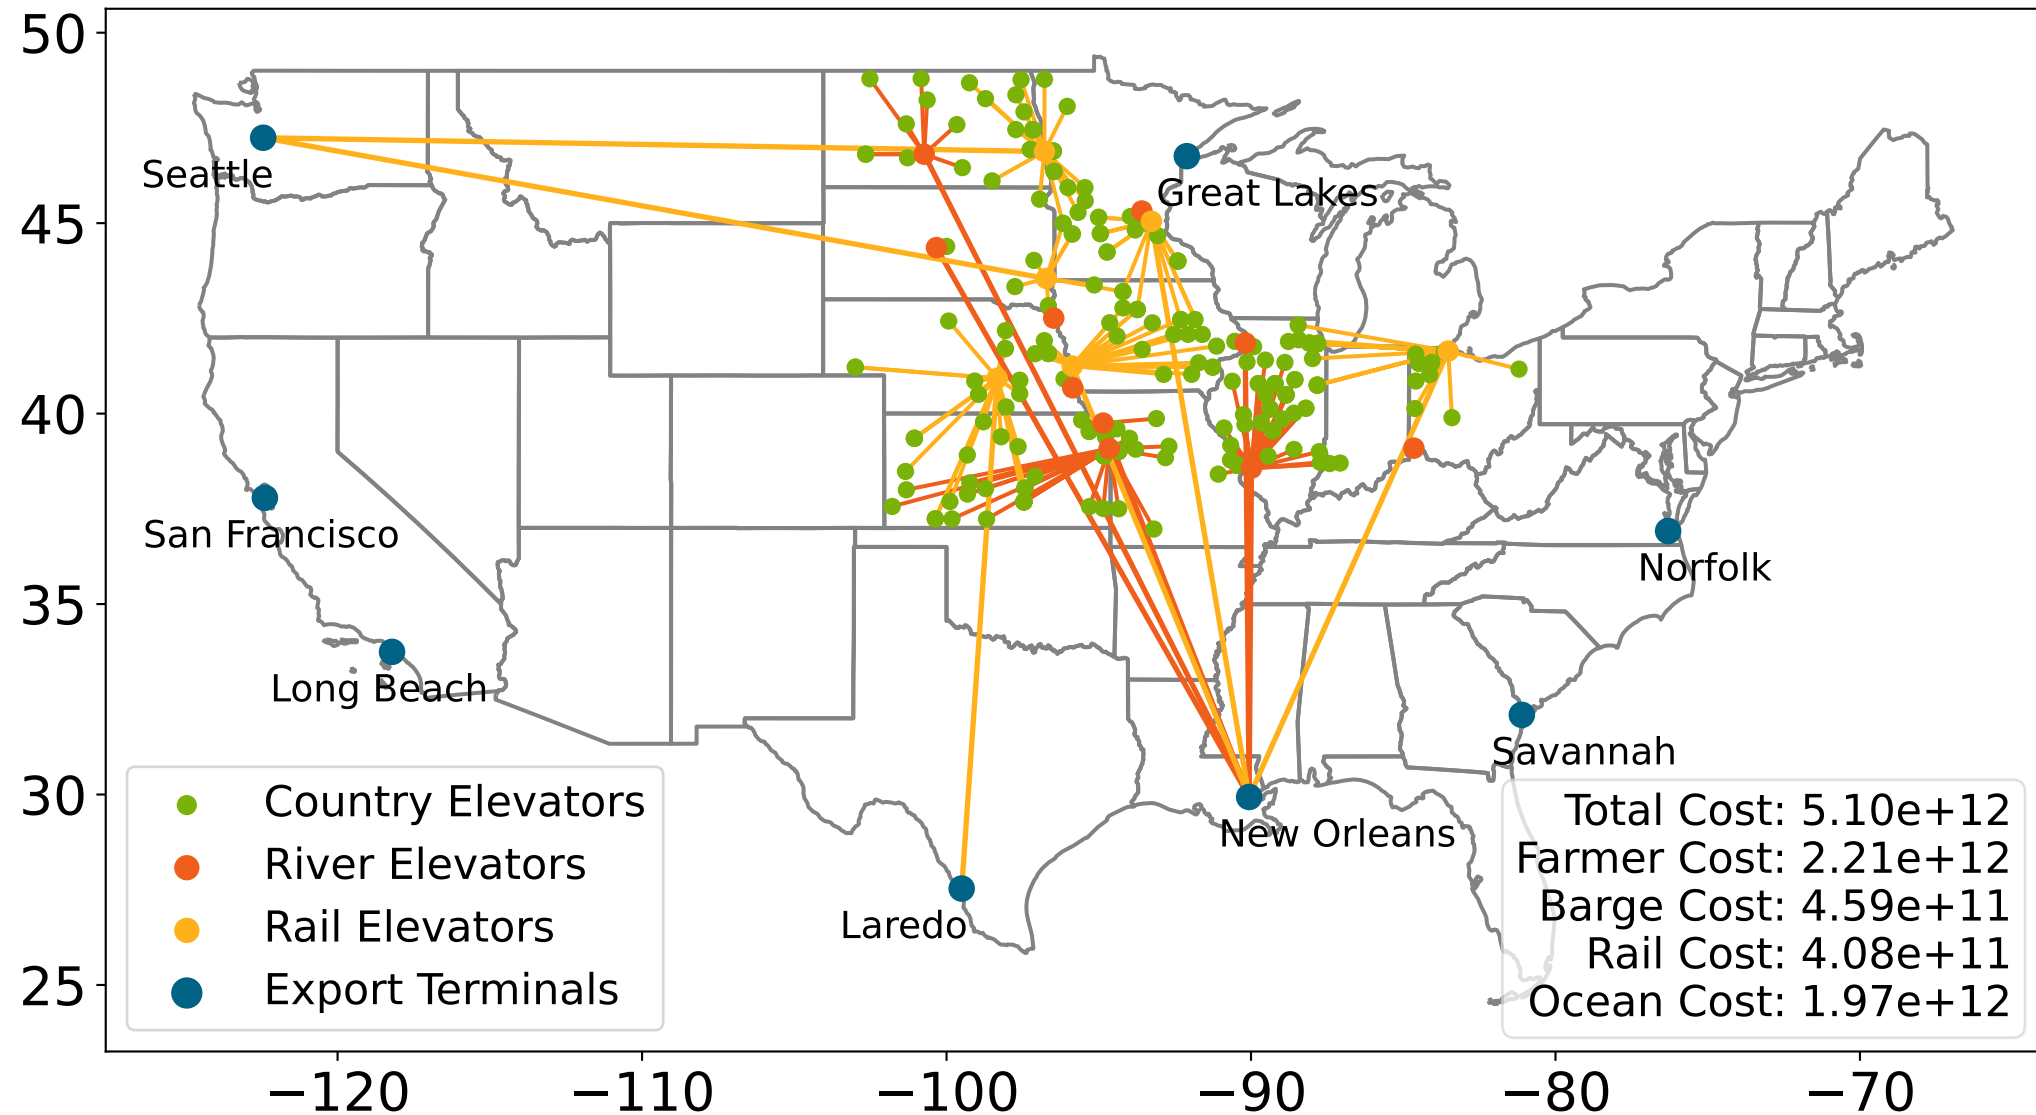 50
45
40
35
30
25
−120
−110
−100
−90
−80
−70
Seattle
Great Lakes
San Francisco
Long Beach
Norfolk
Savannah
New Orleans
Laredo
Country Elevators
River Elevators
Rail Elevators
Export Terminals
Total Cost: 5.10e+12
Farmer Cost: 2.21e+12
Barge Cost: 4.59e+11
Rail Cost: 4.08e+11
Ocean Cost: 1.97e+12